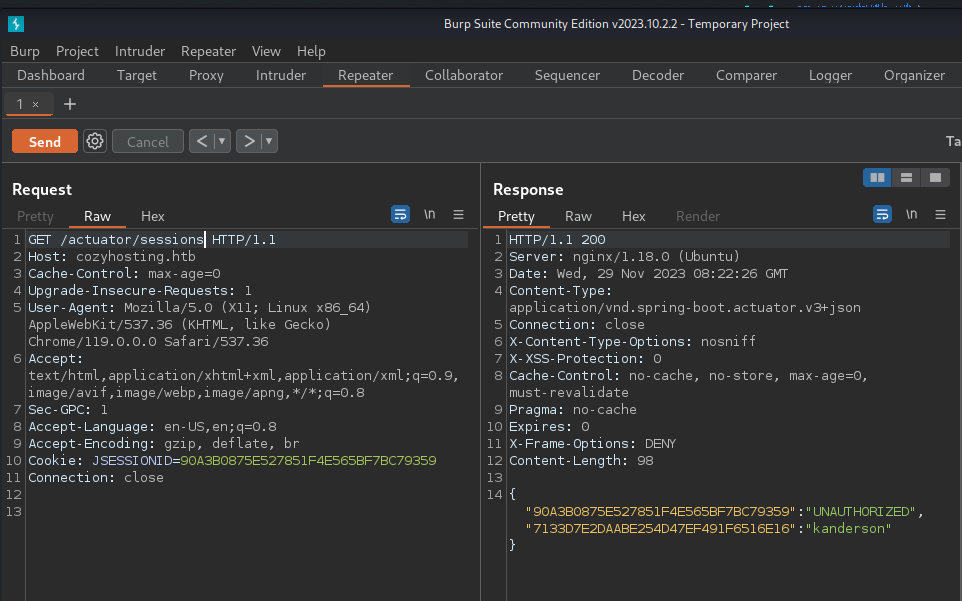 Burp Suite Community Edition v2023.10.2.2 - Temporary Project
Burp Project Intruder Repeater View Help
Dashboard Target Proxy Intruder Repeater Collaborator Sequencer Decoder Comparer Logger Organizer
1 × +
Send Cancel < >
Request
Pretty Raw Hex \n
1 GET /actuator/sessions HTTP/1.1
2 Host: cozyhosting.htb
3 Cache-Control: max-age=0
4 Upgrade-Insecure-Requests: 1
5 User-Agent: Mozilla/5.0 (X11; Linux x86_64)
AppleWebKit/537.36 (KHTML, like Gecko)
Chrome/119.0.0.0 Safari/537.36
6 Accept:
text/html,application/xhtml+xml,application/xml;q=0.9,
image/avif,image/webp,image/apng,*/*;q=0.8
7 Sec-GPC: 1
8 Accept-Language: en-US,en;q=0.8
9 Accept-Encoding: gzip, deflate, br
10 Cookie: JSESSIONID=90A3B0875E527851F4E565BF7BC79359
11 Connection: close
12
13
Response
Pretty Raw Hex Render \n
1 HTTP/1.1 200
2 Server: nginx/1.18.0 (Ubuntu)
3 Date: Wed, 29 Nov 2023 08:22:26 GMT
4 Content-Type:
application/vnd.spring-boot.actuator.v3+json
5 Connection: close
6 X-Content-Type-Options: nosniff
7 X-XSS-Protection: 0
8 Cache-Control: no-cache, no-store, max-age=0,
must-revalidate
9 Pragma: no-cache
10 Expires: 0
11 X-Frame-Options: DENY
12 Content-Length: 98
13
14 {
"90A3B0875E527851F4E565BF7BC79359":"UNAUTHORIZED",
"7133D7E2DAABE254D47EF491F6516E16":"kanderson"
}